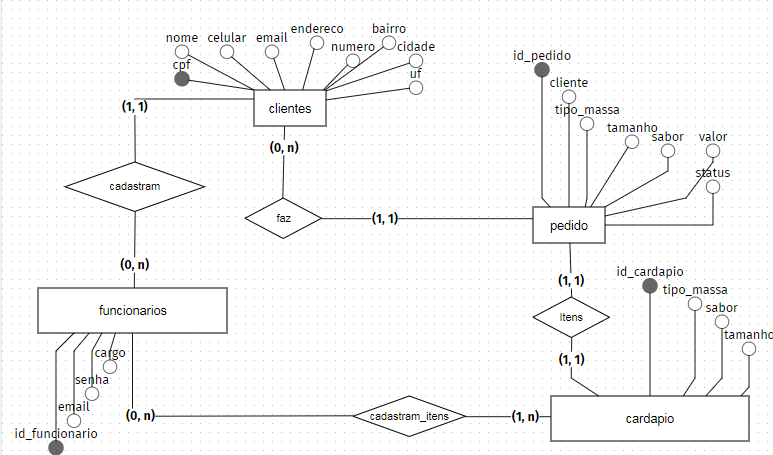 endereco
bairro
nome
celular
email
numero
cidade
cpf
uf
id_pedido
cliente
(1, 1)
clientes
tipo_massa
tamanho
sabor
valor
(0, n)
status
cadastram
faz
(1, 1)
pedido
(0, n)
id_cardapio
(1, 1)
tipo_massa
funcionarios
Itens
sabor
tamanho
cargo
(1, 1)
senha
email
(0, n)
cadastram_itens
(1, n)
cardapio
id_funcionario